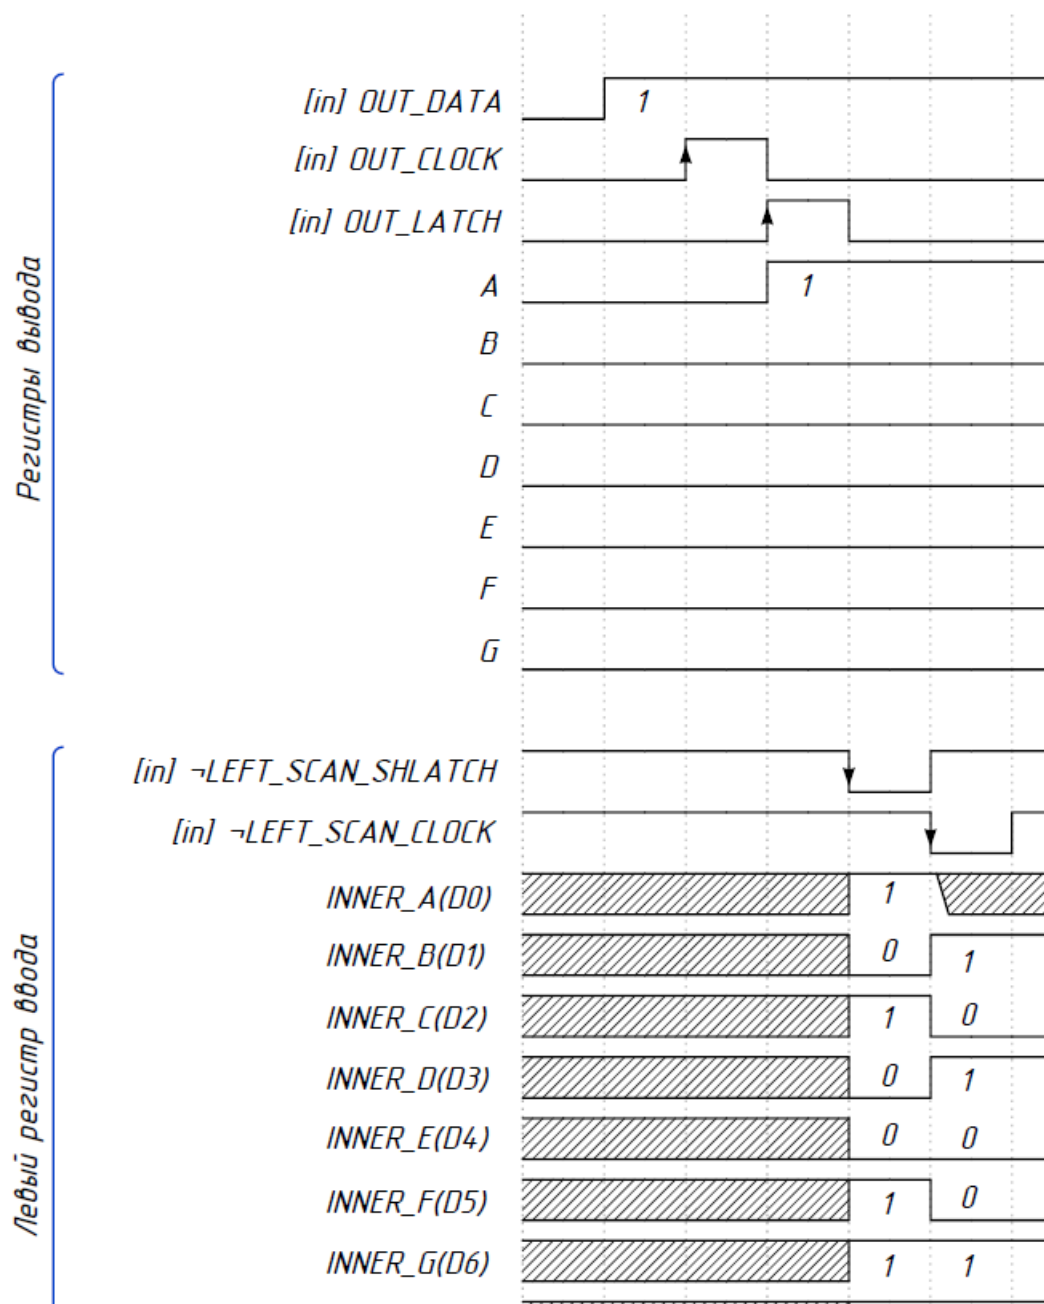 Регистры вывода
[in] OUT_DATA 1
[in] OUT_CLOCK
[in] OUT_LATCH
A 1
B
C
D
E
F
G
Левый регистр ввода
[in] ¬LEFT_SCAN_SHLATCH
[in] ¬LEFT_SCAN_CLOCK
INNER_A(D0) 1
INNER_B(D1) 0 1
INNER_C(D2) 1 0
INNER_D(D3) 0 1
INNER_E(D4) 0 0
INNER_F(D5) 1 0
INNER_G(D6) 1 1